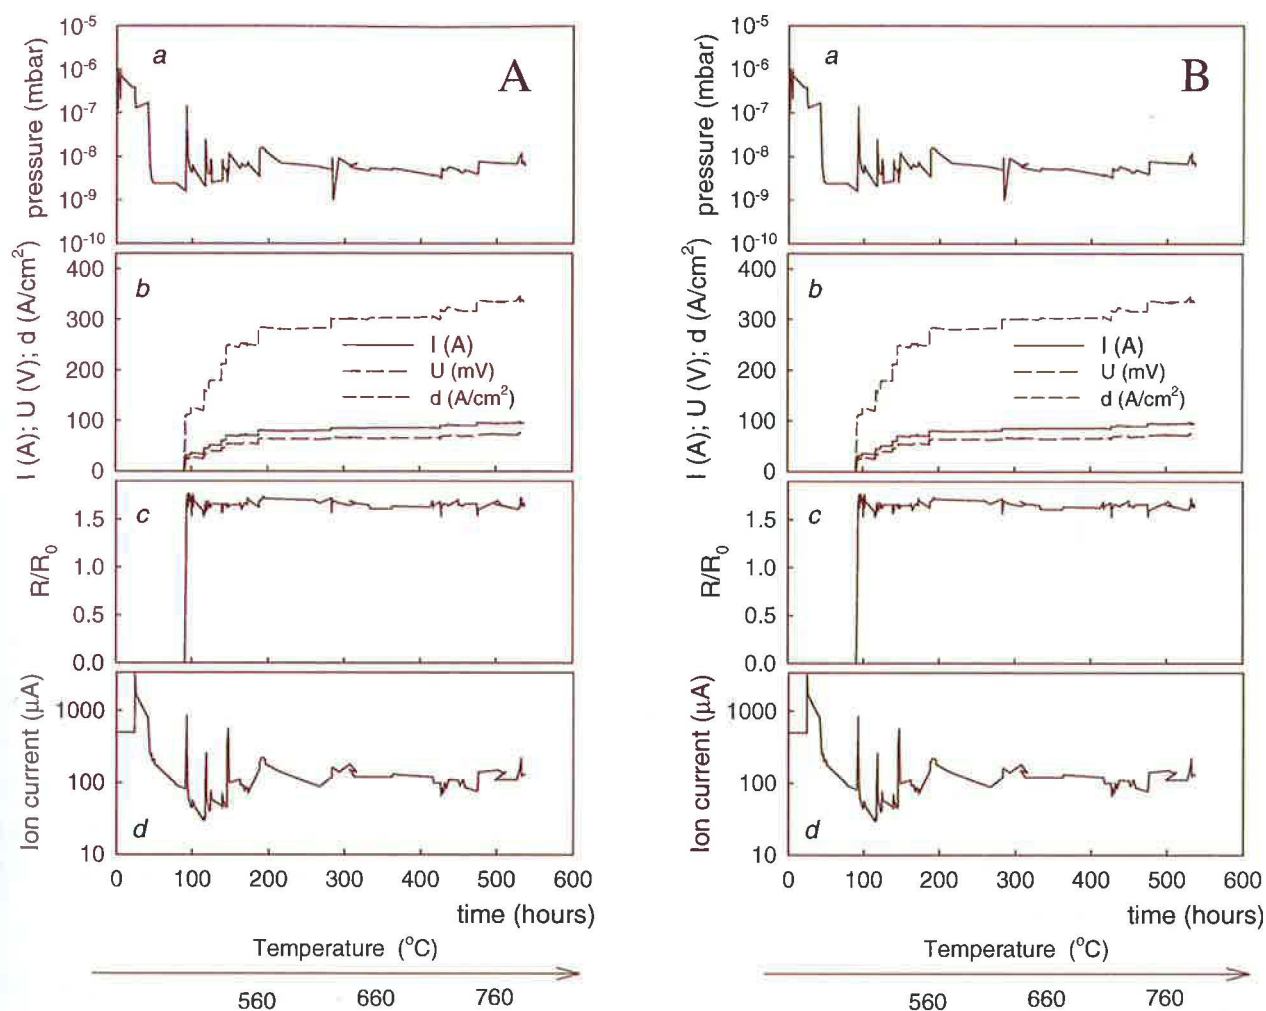 10-5
10-6
10-7
10-8
10-9
10-10
pressure (mbar)
a
A
400
300
200
100
0
I (A); U (V); d (A/cm2)
b
I (A)
U (mV)
d (A/cm2)
1.5
1.0
0.5
0.0
R/R0
c
1000
100
10
Ion current (μA)
d
0 100 200 300 400 500 600
time (hours)
Temperature (oC)
560 660 760
10-5
10-6
10-7
10-8
10-9
10-10
pressure (mbar)
a
B
400
300
200
100
0
I (A); U (V); d (A/cm2)
b
I (A)
U (mV)
d (A/cm2)
1.5
1.0
0.5
0.0
R/R0
c
1000
100
10
Ion current (μA)
d
0 100 200 300 400 500 600
time (hours)
Temperature (oC)
560 660 760